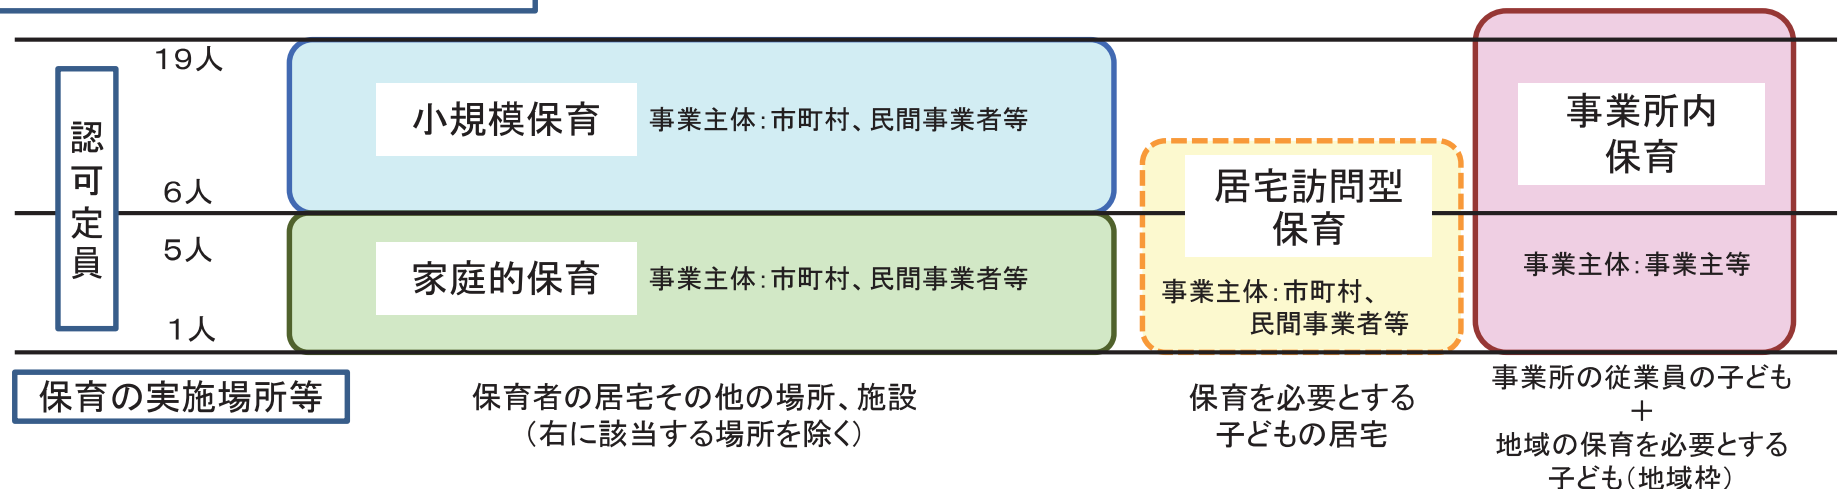 19人
認可定員
6人
5人
1人
小規模保育 事業主体：市町村、民間事業者等
家庭的保育 事業主体：市町村、民間事業者等
居宅訪問型
保育
事業主体：市町村、
民間事業者等
事業所内
保育
事業主体：事業主等
保育の実施場所等
保育者の居宅その他の場所、施設
（右に該当する場所を除く）
保育を必要とする
子どもの居宅
事業所の従業員の子ども
＋
地域の保育を必要とする
子ども（地域枠）